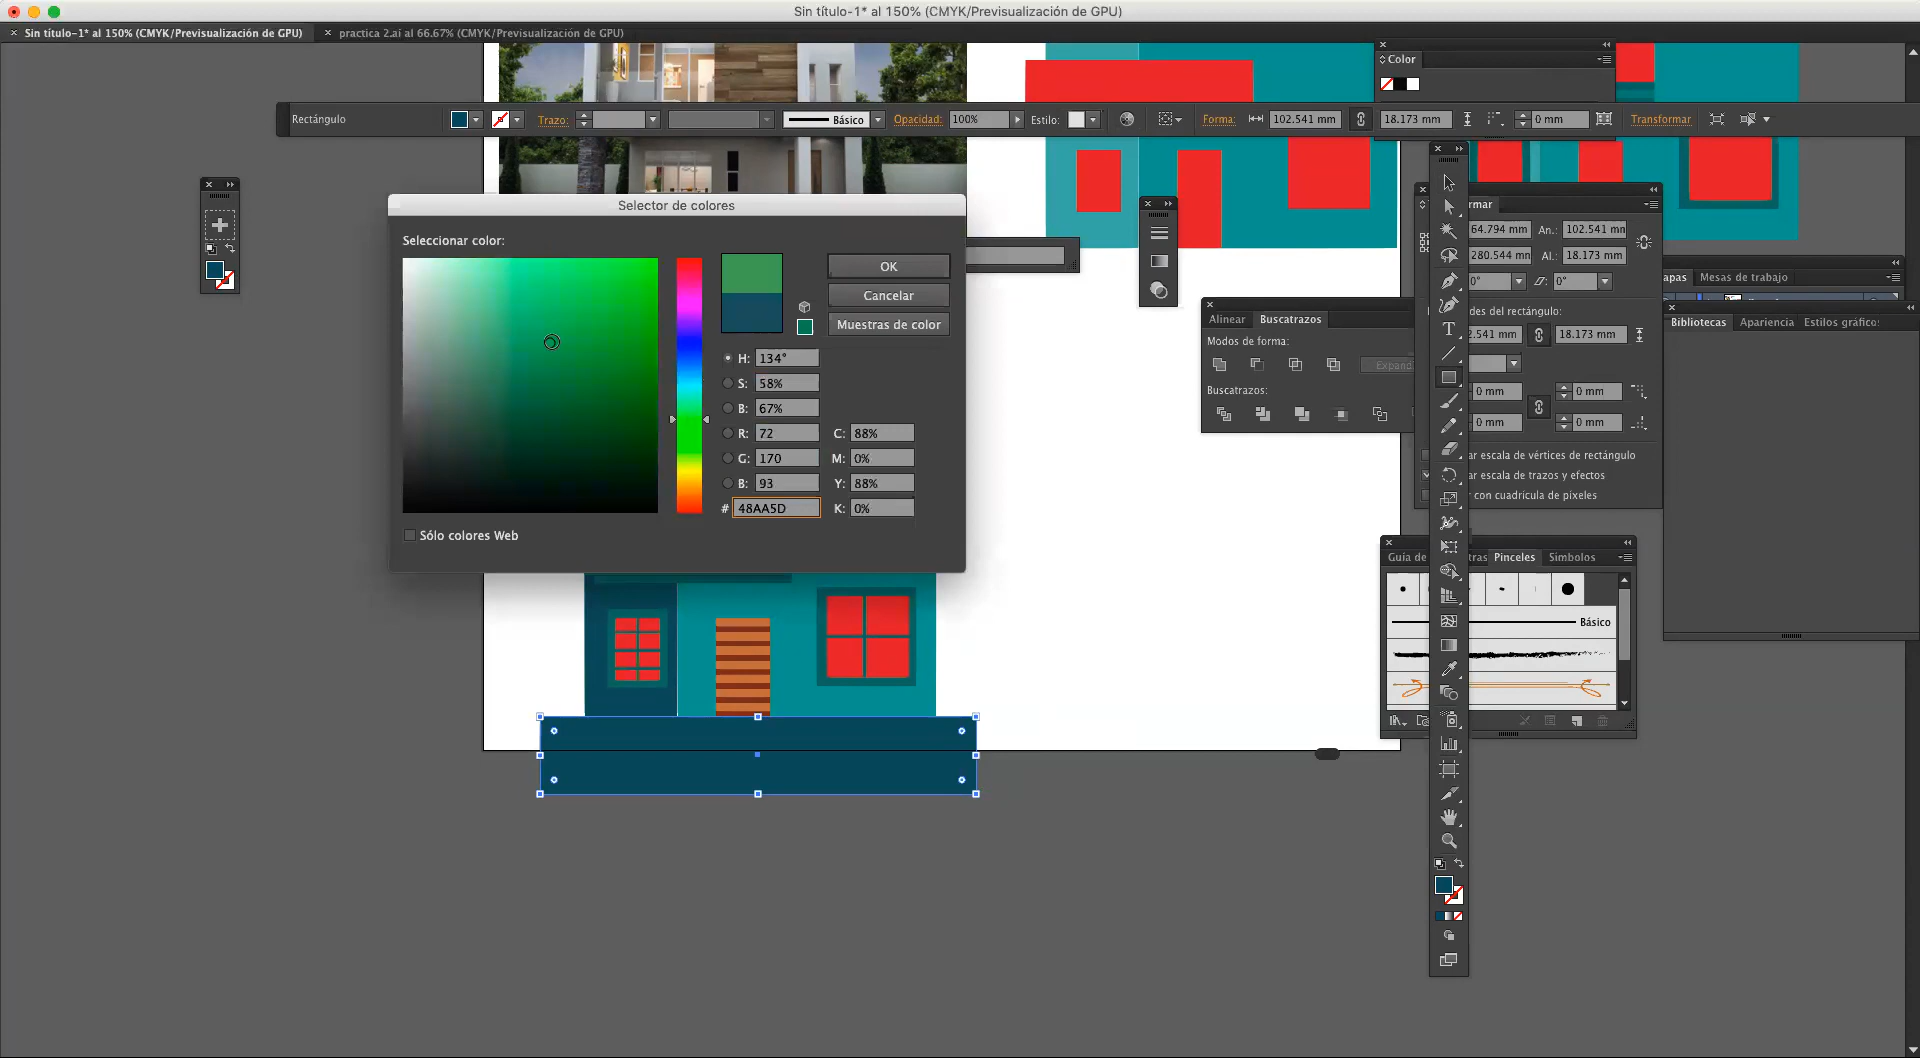 Sin título-1* al 150% (CMYK/Previsualización de GPU)
Sin título-1* al 150% (CMYK/Previsualización de GPU)
practica 2.ai al 66.67% (CMYK/Previsualización de GPU)
Color
Rectángulo
Trazo:
Básico
Opacidad:
100%
Estilo:
Forma:
102.541 mm
18.173 mm
0 mm
Transformar
Selector de colores
Seleccionar color:
OK
Cancelar
Muestras de color
H: 134°
S: 58%
B: 67%
R: 72
C: 88%
G: 170
M: 0%
B: 93
Y: 88%
# 48AA5D
K: 0%
Sólo colores Web
rmar
64.794 mm
An.: 102.541 mm
280.544 mm
Al.: 18.173 mm
0°
0°
des del rectángulo:
2.541 mm
18.173 mm
0 mm
0 mm
0 mm
0 mm
ar escala de vértices de rectángulo
ar escala de trazos y efectos
r con cuadrícula de píxeles
Alinear
Buscatrazos
Modos de forma:
Expand
Buscatrazos:
apas
Mesas de trabajo
Bibliotecas
Apariencia
Estilos gráfico:
Guía de
tras
Pinceles
Símbolos
Básico